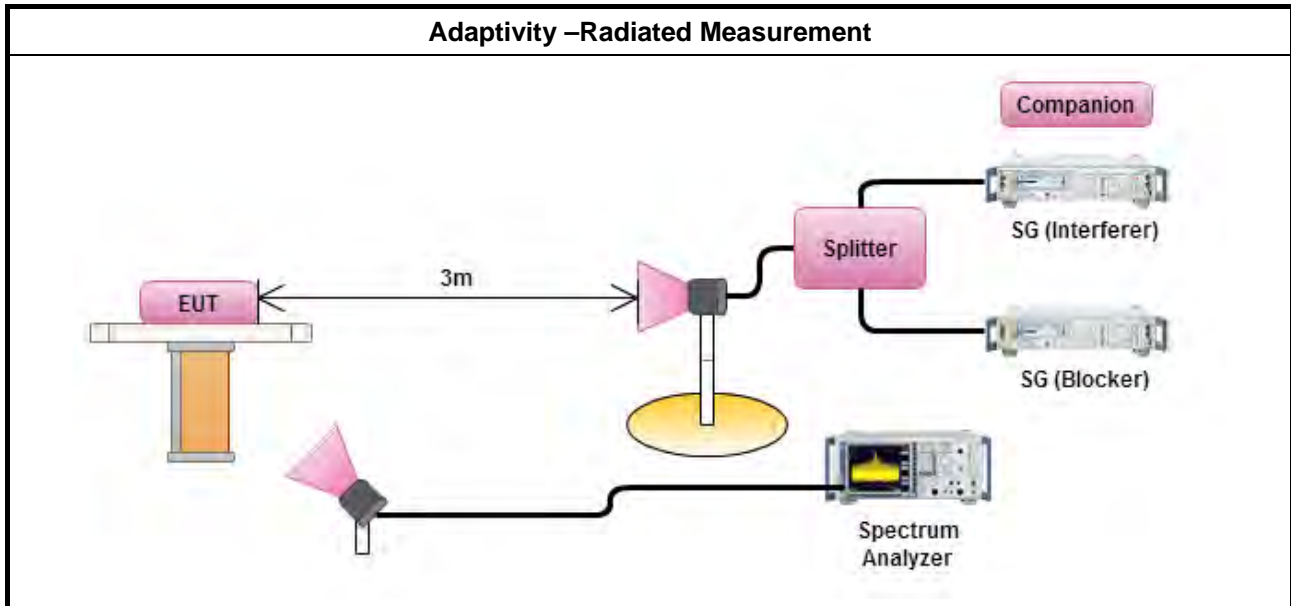 Adaptivity –Radiated Measurement
Companion
SG (Interferer)
Splitter
3m
EUT
SG (Blocker)
Spectrum
Analyzer